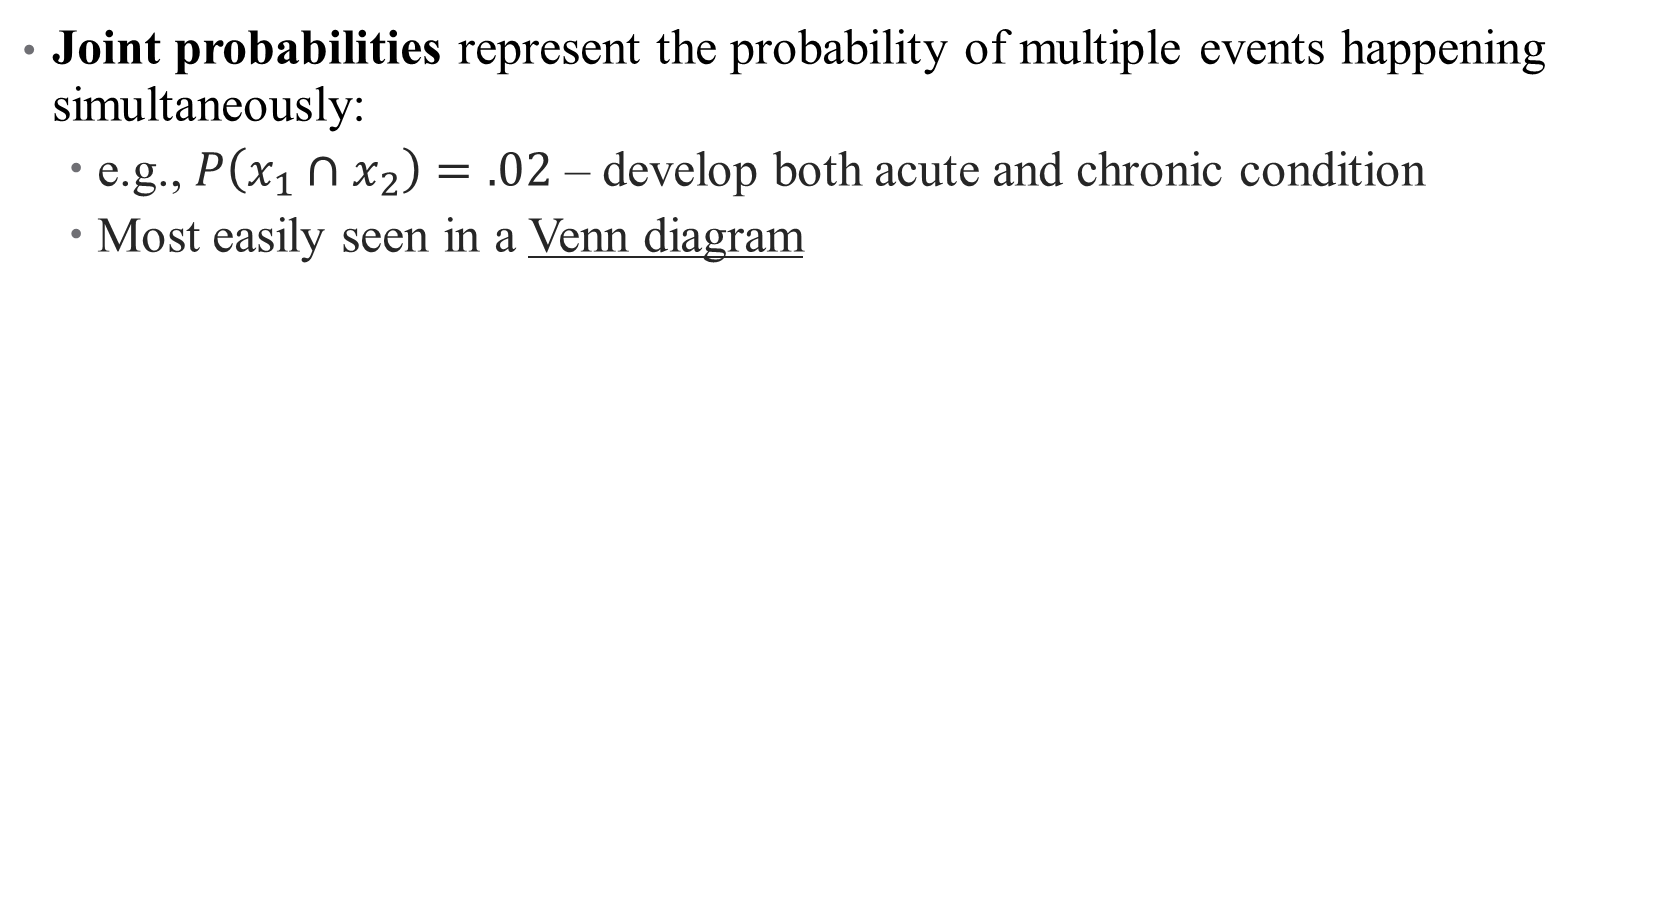 • Joint probabilities represent the probability of multiple events happening
simultaneously:
• e.g., 𝑃(𝑥₁ ∩ 𝑥₂) = .02 – develop both acute and chronic condition
• Most easily seen in a Venn diagram